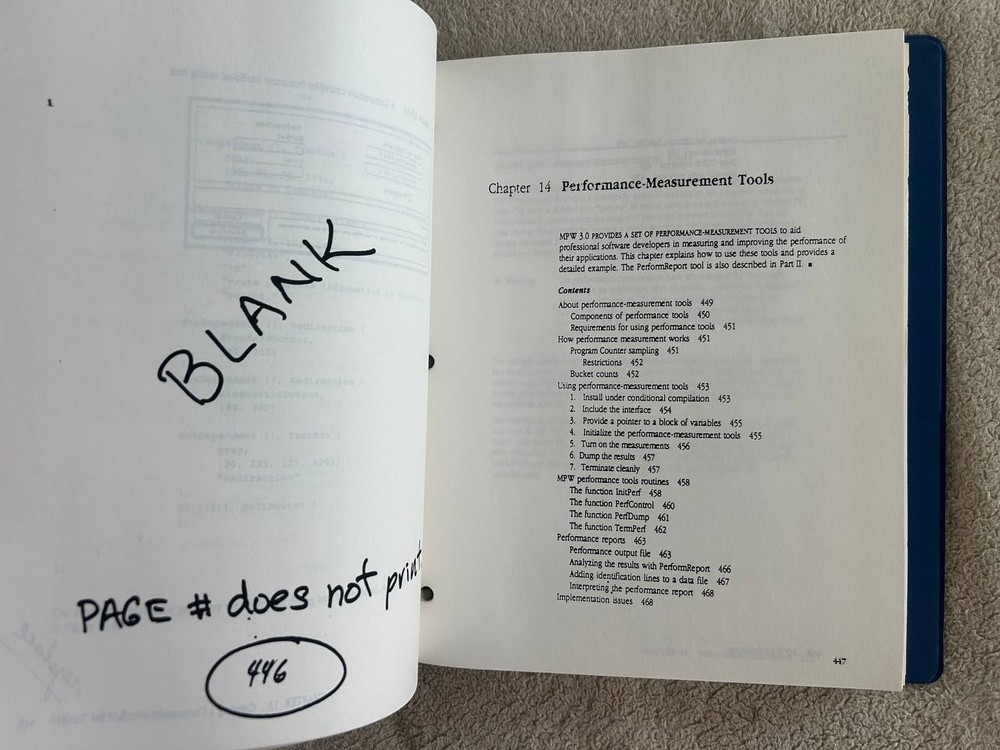 1
BLANK
PAGE # does not print
446
Chapter 14 Performance-Measurement Tools
MPW 3.0 PROVIDES A SET OF PERFORMANCE-MEASUREMENT TOOLS to aid
professional software developers in measuring and improving the performance of
their applications. This chapter explains how to use these tools and provides a
detailed example. The PerformReport tool is also described in Part II. ■
Contents
About performance-measurement tools 449
Components of performance tools 450
Requirements for using performance tools 451
How performance measurement works 451
Program Counter sampling 451
Restrictions 452
Bucket counts 452
Using performance-measurement tools 453
1. Install under conditional compilation 453
2. Include the interface 454
3. Provide a pointer to a block of variables 455
4. Initialize the performance-measurement tools 455
5. Turn on the measurements 456
6. Dump the results 457
7. Terminate cleanly 457
MPW performance tools routines 458
The function InitPerf 458
The function PerfControl 460
The function PerfDump 461
The function TermPerf 462
Performance reports 463
Performance output file 463
Analyzing the results with PerformReport 466
Adding identification lines to a data file 467
Interpreting the performance report 468
Implementation issues 468
447